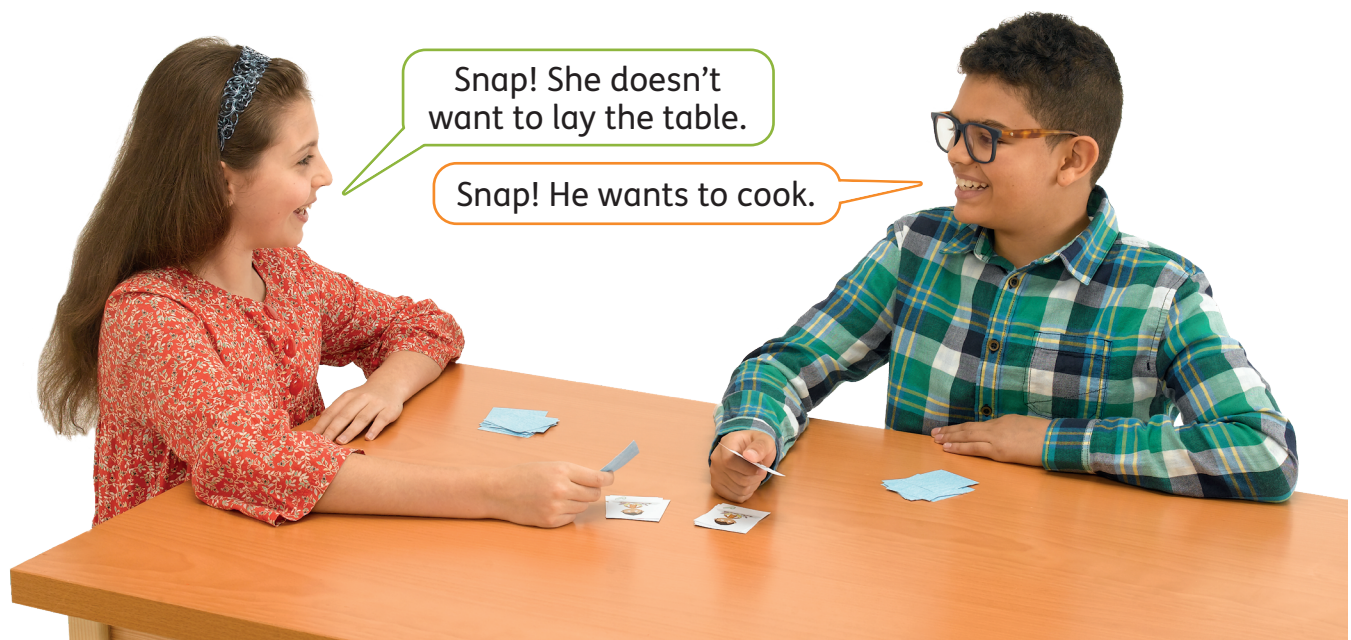 Snap! She doesn’t
want to lay the table.
Snap! He wants to cook.